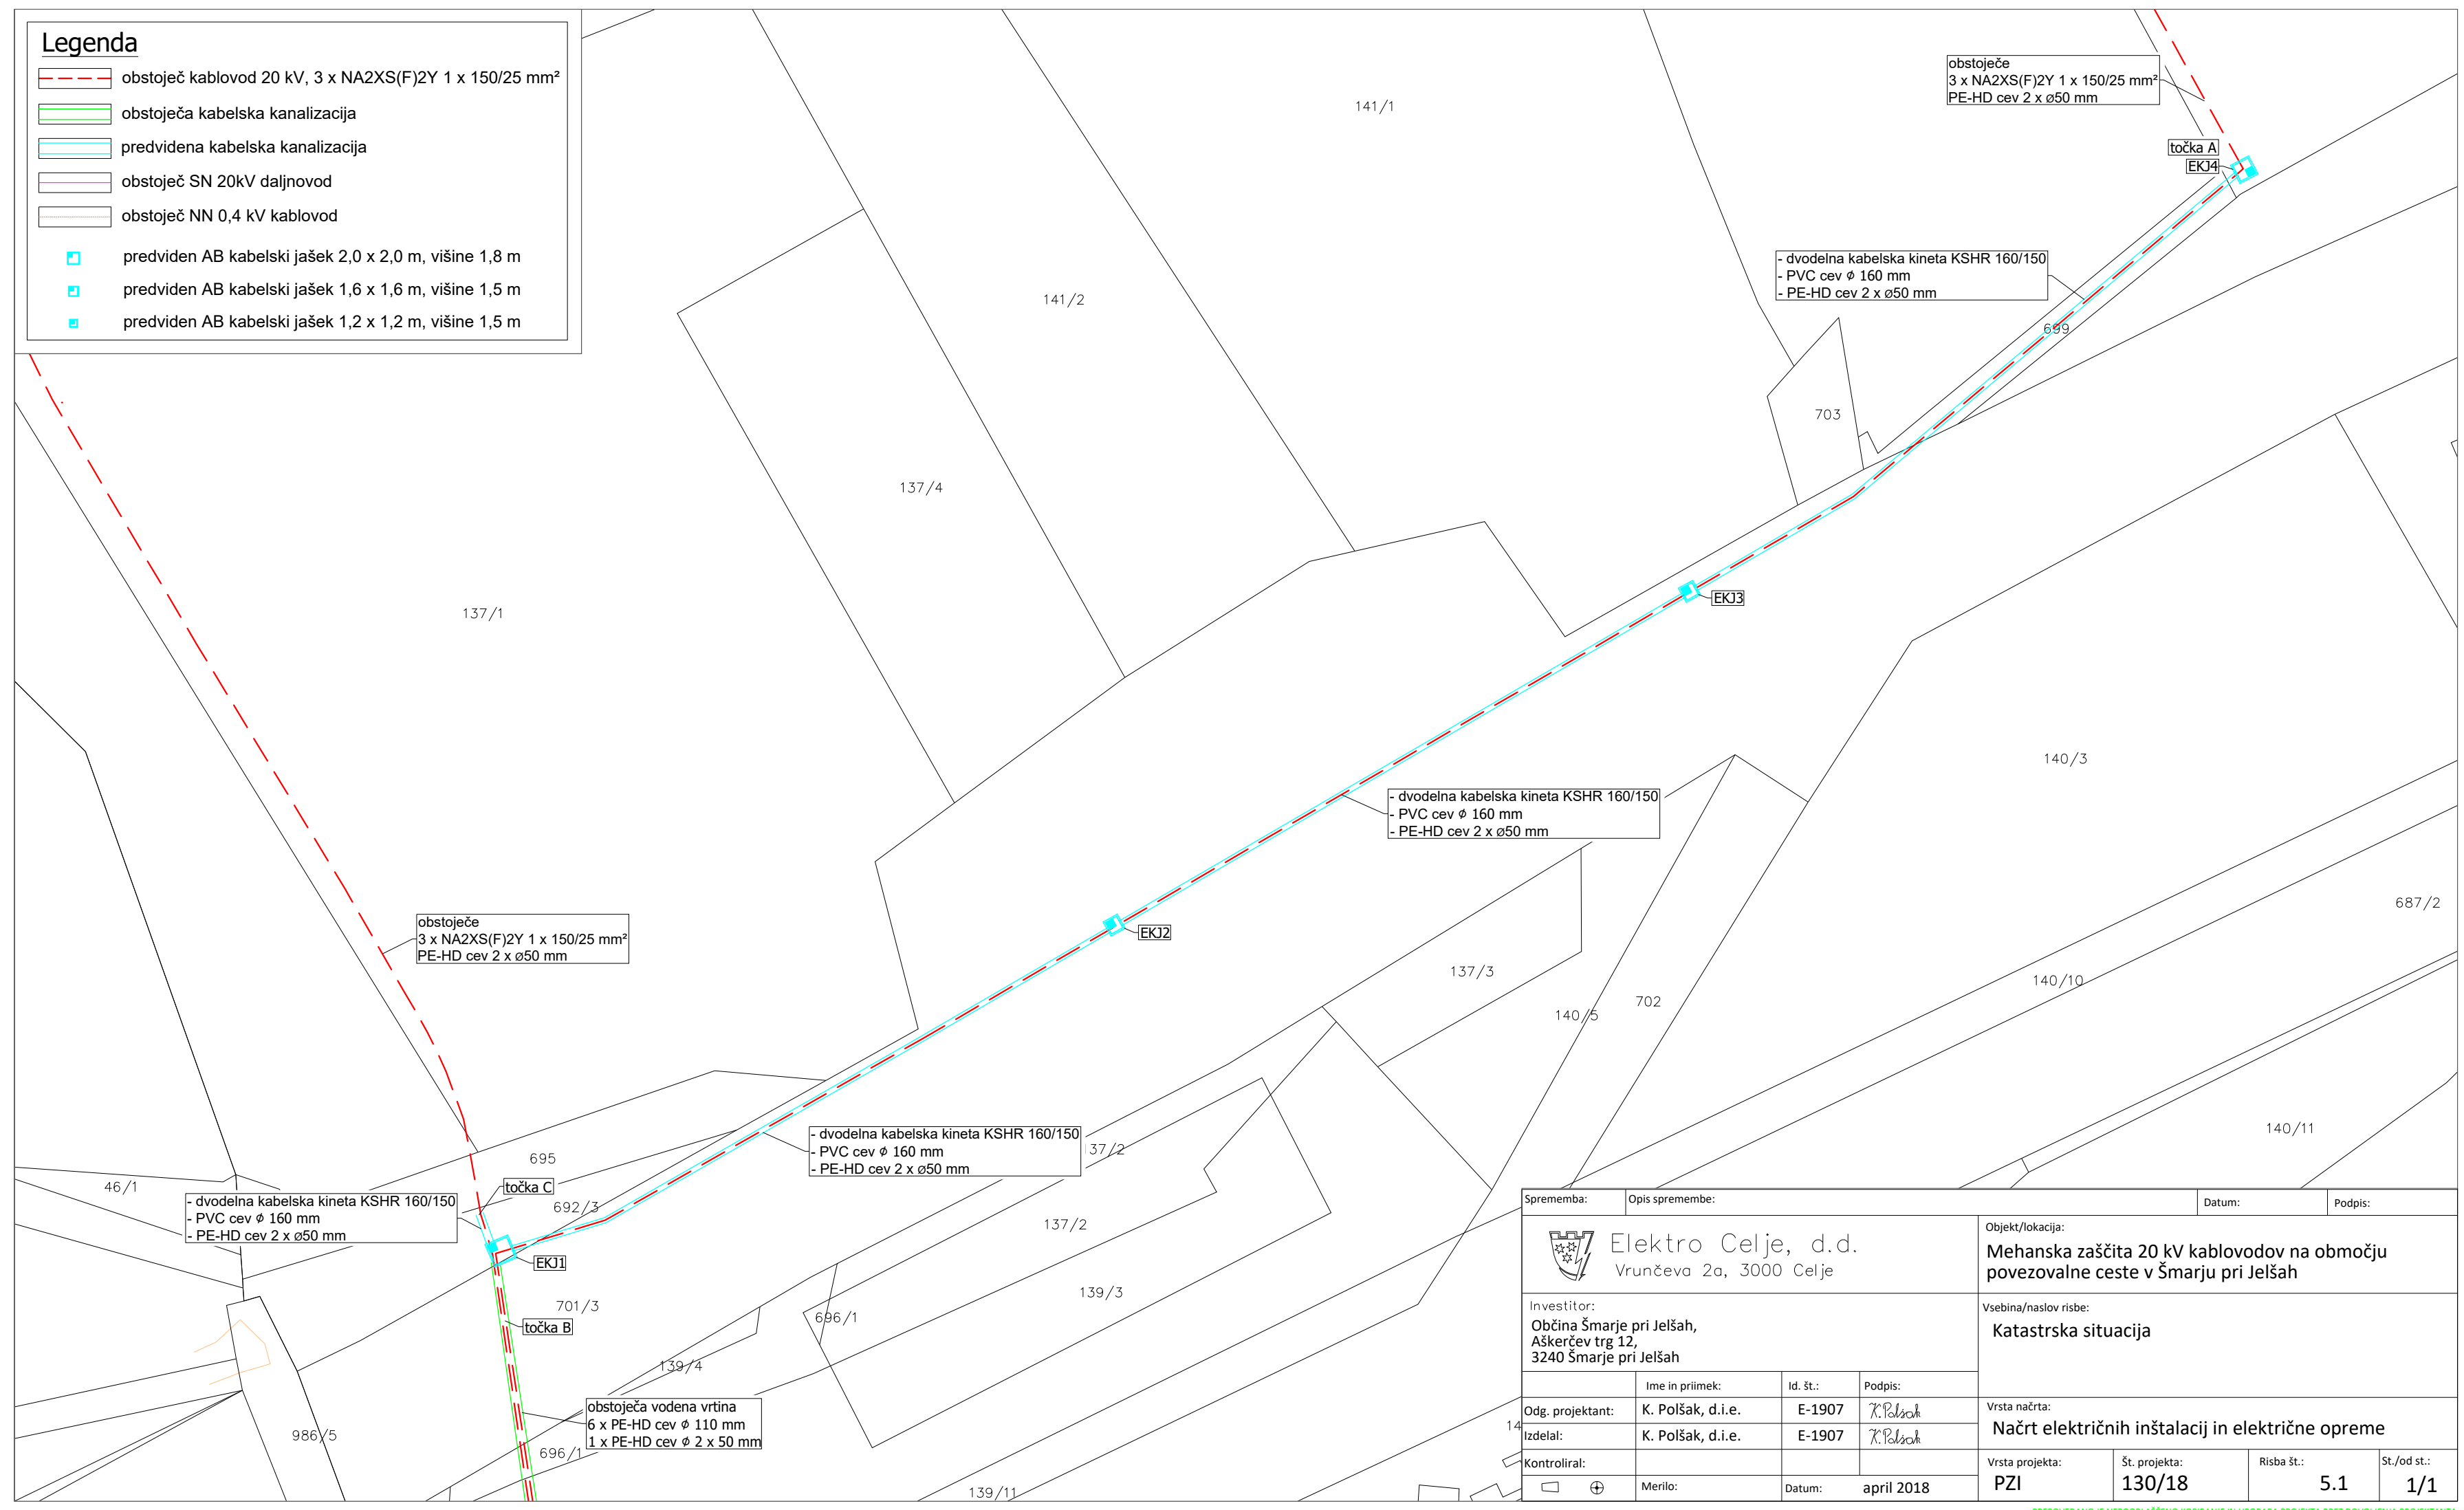 Legenda
obstoječ kablovod 20 kV, 3 x NA2XS(F)2Y 1 x 150/25 mm²
obstoječa kabelska kanalizacija
predvidena kabelska kanalizacija
obstoječ SN 20kV daljnovod
obstoječ NN 0,4 kV kablovod
predviden AB kabelski jašek 2,0 x 2,0 m, višine 1,8 m
predviden AB kabelski jašek 1,6 x 1,6 m, višine 1,5 m
predviden AB kabelski jašek 1,2 x 1,2 m, višine 1,5 m
obstoječe
3 x NA2XS(F)2Y 1 x 150/25 mm²
PE-HD cev 2 x ø50 mm
141/1
točka A
EKJ4
- dvodelna kabelska kineta KSHR 160/150
- PVC cev ϕ 160 mm
- PE-HD cev 2 x ø50 mm
141/2
699
703
137/4
137/1
EKJ3
140/3
- dvodelna kabelska kineta KSHR 160/150
- PVC cev ϕ 160 mm
- PE-HD cev 2 x ø50 mm
obstoječe
3 x NA2XS(F)2Y 1 x 150/25 mm²
PE-HD cev 2 x ø50 mm
EKJ2
687/2
137/3
140/10
702
140/5
140/11
- dvodelna kabelska kineta KSHR 160/150
- PVC cev ϕ 160 mm
- PE-HD cev 2 x ø50 mm
37/2
695
46/1
točka C
692/3
- dvodelna kabelska kineta KSHR 160/150
- PVC cev ϕ 160 mm
- PE-HD cev 2 x ø50 mm
137/2
EKJ1
139/3
701/3
696/1
točka B
139/4
obstoječa vodena vrtina
6 x PE-HD cev ϕ 110 mm
1 x PE-HD cev ϕ 2 x 50 mm
986/5
696/1
139/11
14
Sprememba:
Opis spremembe:
Datum:
Podpis:
Elektro Celje, d.d.
Vrunčeva 2a, 3000 Celje
Objekt/lokacija:
Mehanska zaščita 20 kV kablovodov na območju
povezovalne ceste v Šmarju pri Jelšah
Investitor:
Občina Šmarje pri Jelšah,
Aškerčev trg 12,
3240 Šmarje pri Jelšah
Vsebina/naslov risbe:
Katastrska situacija
Ime in priimek:
Id. št.:
Podpis:
Odg. projektant:
K. Polšak, d.i.e.
E-1907
K.Polšak
Izdelal:
K. Polšak, d.i.e.
E-1907
K.Polšak
Kontroliral:
Merilo:
Datum:
april 2018
Vrsta načrta:
Načrt električnih inštalacij in električne opreme
Vrsta projekta:
PZI
Št. projekta:
130/18
Risba št.:
5.1
St./od st.:
1/1